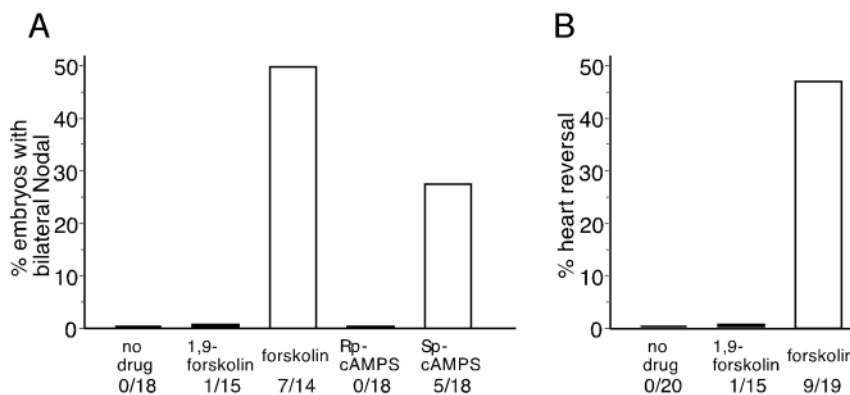 A
% embryos with
bilateral Nodal
50
40
30
20
10
0
no
drug
0/18
1,9-
forskolin
1/15
forskolin
7/14
Rp-
cAMPS
0/18
Sp-
cAMPS
5/18
B
% heart reversal
50
40
30
20
10
0
no
drug
0/20
1,9-
forskolin
1/15
forskolin
9/19